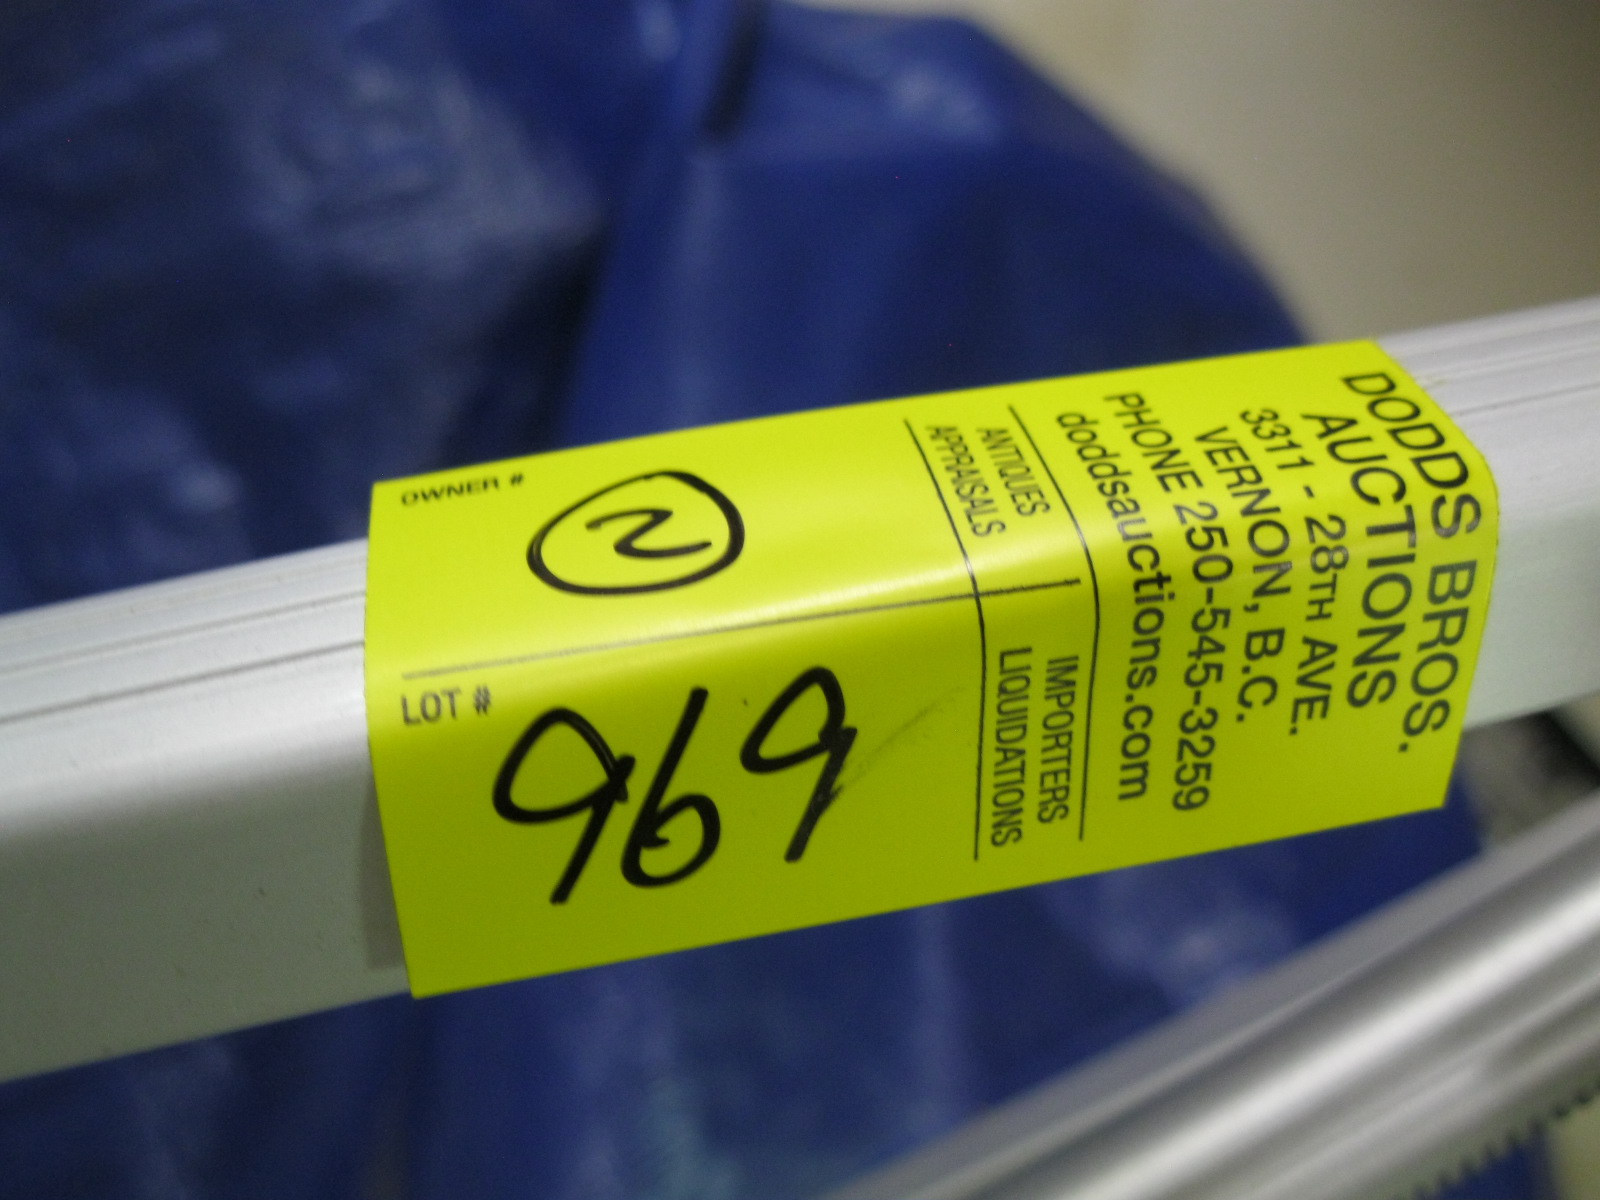 DODDS BROS.
AUCTIONS
3311 - 28TH AVE.
VERNON, B.C.
PHONE 250-545-3259
doddsauctions.com
ANTIQUES
APPRAISALS
IMPORTERS
LIQUIDATIONS
OWNER #
2
LOT #
969